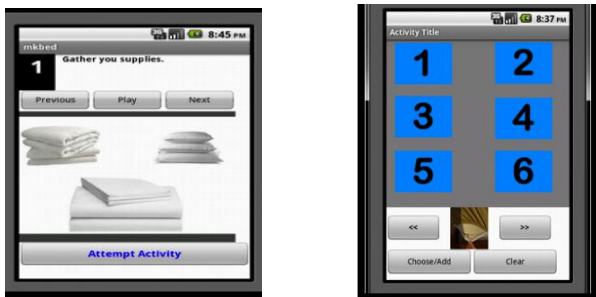 8:45 PM
mkbed
1
Gather you supplies.
Previous Play Next
Attempt Activity
8:37 PM
Activity Title
1 2
3 4
5 6
<< >>
Choose/Add Clear